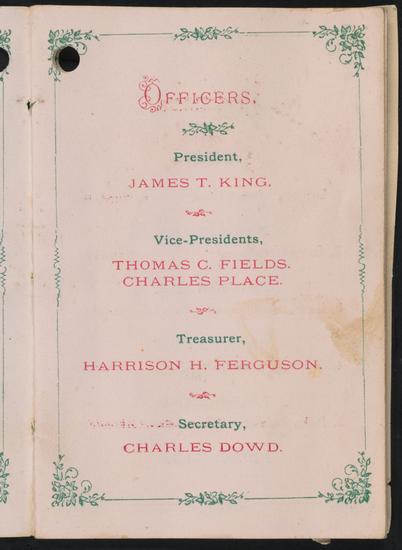 OFFICERS,
President,
JAMES T. KING.
Vice-Presidents,
THOMAS C. FIELDS.
CHARLES PLACE.
Treasurer,
HARRISON H. FERGUSON.
Secretary,
CHARLES DOWD.